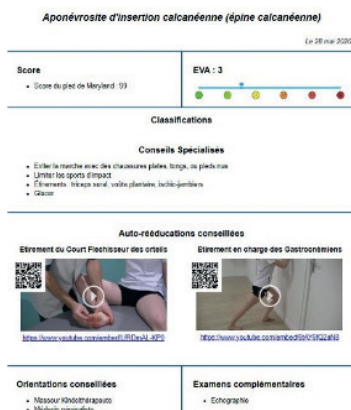 Aponévrosite d'insertion calcanéenne (épine calcanéenne)
Le 28 mai 2020
Score
Score du pied de Maryland : 99
EVA : 3
Classifications
Conseils Spécialisés
Eviter la marche avec des chaussures plates, tongs, ou pieds nus
Limiter les sports d'impact
Étirements : triceps sural, voûte plantaire, ischio-jambiers
Glacer
Auto-rééducations conseillées
Etirement du Court Flechisseur des orteils
Etirement en charge des Gastrocnémiens
Orientations conseillées
Masseur Kinésithérapeute
Médecin généraliste
Examens complémentaires
Echographie